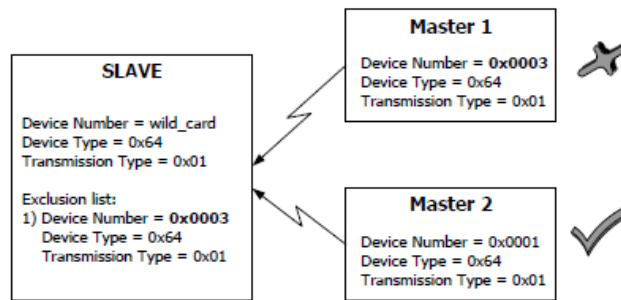 SLAVE
Device Number = wild_card
Device Type = 0x64
Transmission Type = 0x01
Exclusion list:
1) Device Number = 0x0003
Device Type = 0x64
Transmission Type = 0x01
Master 1
Device Number = 0x0003
Device Type = 0x64
Transmission Type = 0x01
Master 2
Device Number = 0x0001
Device Type = 0x64
Transmission Type = 0x01